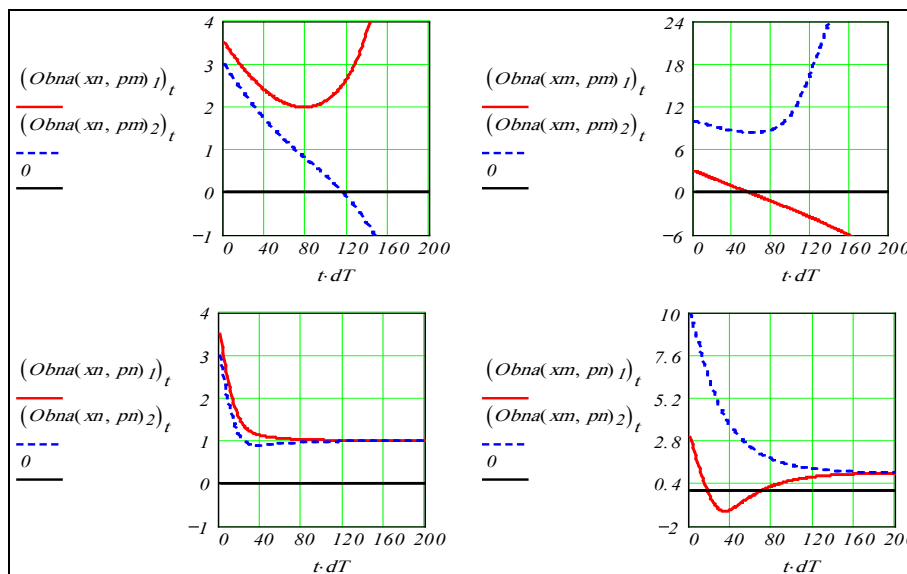 4
3
2
1
0
−1
(Obna(xn, pm)₁)ₜ
(Obna(xn, pm)₂)ₜ
0
0 40 80 120 160 200
t·dT
24
18
12
6
0
−6
(Obna(xm, pm)₁)ₜ
(Obna(xm, pm)₂)ₜ
0
0 40 80 120 160 200
t·dT
4
3
2
1
0
−1
(Obna(xn, pn)₁)ₜ
(Obna(xn, pn)₂)ₜ
0
0 40 80 120 160 200
t·dT
10
7.6
5.2
2.8
0.4
−2
(Obna(xm, pn)₁)ₜ
(Obna(xm, pn)₂)ₜ
0
0 40 80 120 160 200
t·dT